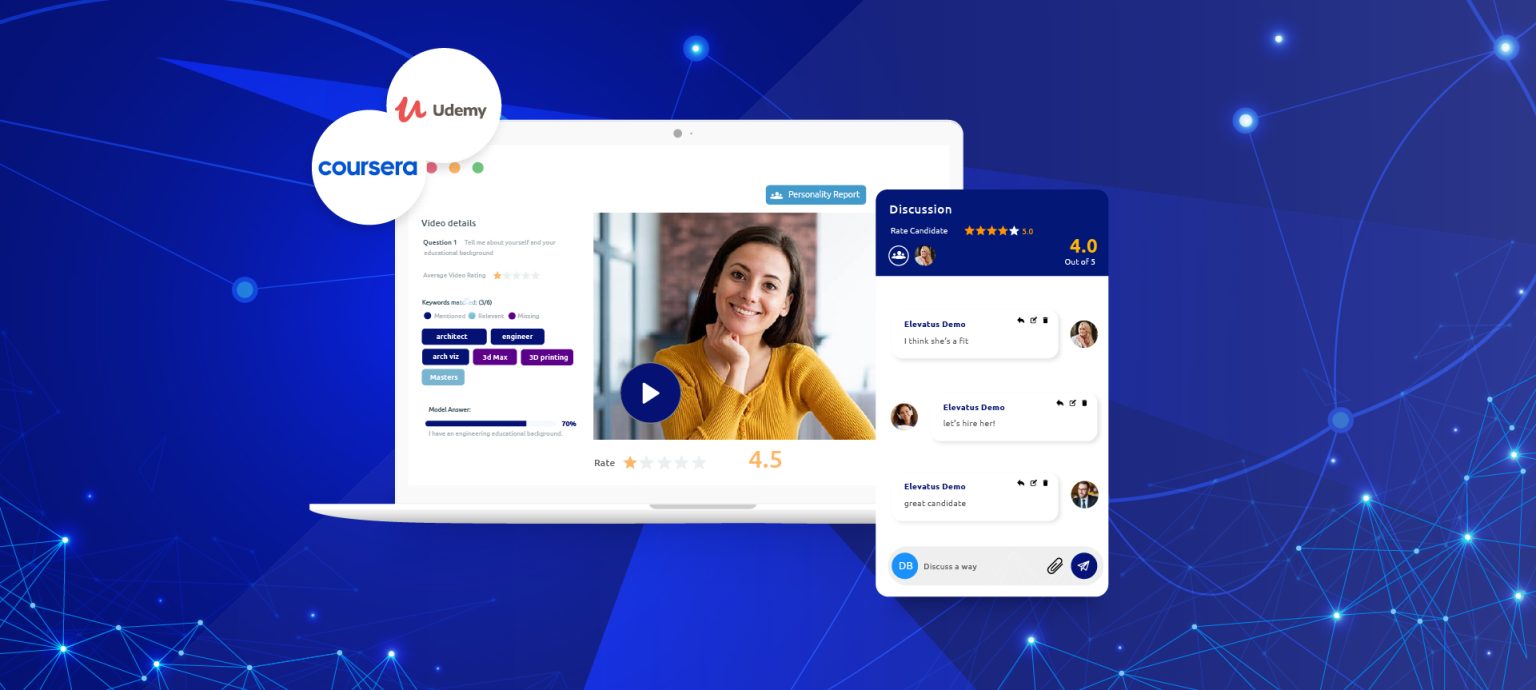 Udemy
coursera
Personality Report
Video details
Question 1 Tell me about yourself and your
educational background
Average Video Rating
Keywords matched: (3/6)
Mentioned Relevant Missing
architect engineer
arch viz 3d Max 3D printing
Masters
Model Answer:
70%
I have an engineering educational background.
Rate 4.5
Discussion
Rate Candidate 5.0
4.0
Out of 5
Elevatus Demo
I think she's a fit
Elevatus Demo
let's hire her!
Elevatus Demo
great candidate
DB Discuss a way